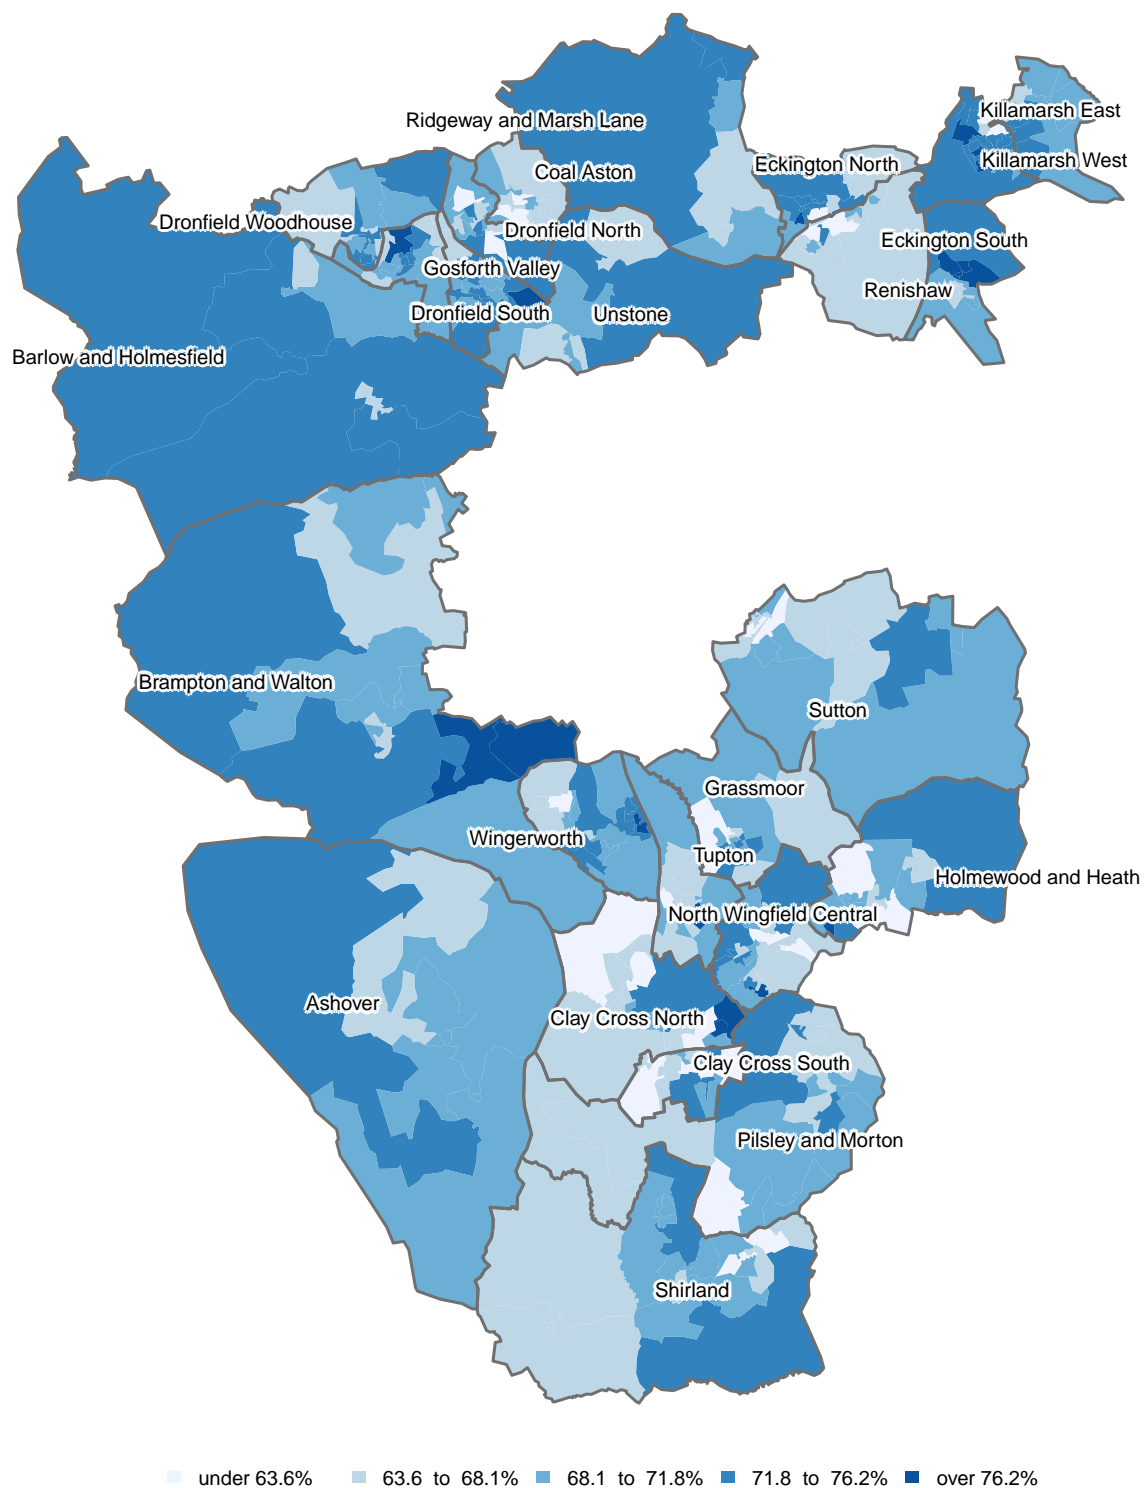 Killamarsh East
Ridgeway and Marsh Lane
Eckington North
Killamarsh West
Coal Aston
Dronfield Woodhouse
Dronfield North
Eckington South
Gosforth Valley
Renishaw
Dronfield South
Unstone
Barlow and Holmesfield
Brampton and Walton
Sutton
Grassmoor
Wingerworth
Tupton
Holmewood and Heath
North Wingfield Central
Ashover
Clay Cross North
Clay Cross South
Pilsley and Morton
Shirland
under 63.6% 63.6 to 68.1% 68.1 to 71.8% 71.8 to 76.2% over 76.2%